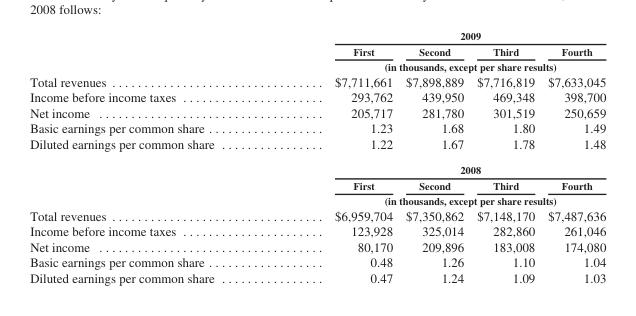 2008 follows:
2009
First Second Third Fourth
(in thousands, except per share results)
Total revenues ................................ $7,711,661 $7,898,889 $7,716,819 $7,633,045
Income before income taxes ..................... 293,762 439,950 469,348 398,700
Net income ................................. 205,717 281,780 301,519 250,659
Basic earnings per common share ................. 1.23 1.68 1.80 1.49
Diluted earnings per common share ................ 1.22 1.67 1.78 1.48
2008
First Second Third Fourth
(in thousands, except per share results)
Total revenues ................................ $6,959,704 $7,350,862 $7,148,170 $7,487,636
Income before income taxes ..................... 123,928 325,014 282,860 261,046
Net income ................................. 80,170 209,896 183,008 174,080
Basic earnings per common share ................. 0.48 1.26 1.10 1.04
Diluted earnings per common share ................ 0.47 1.24 1.09 1.03